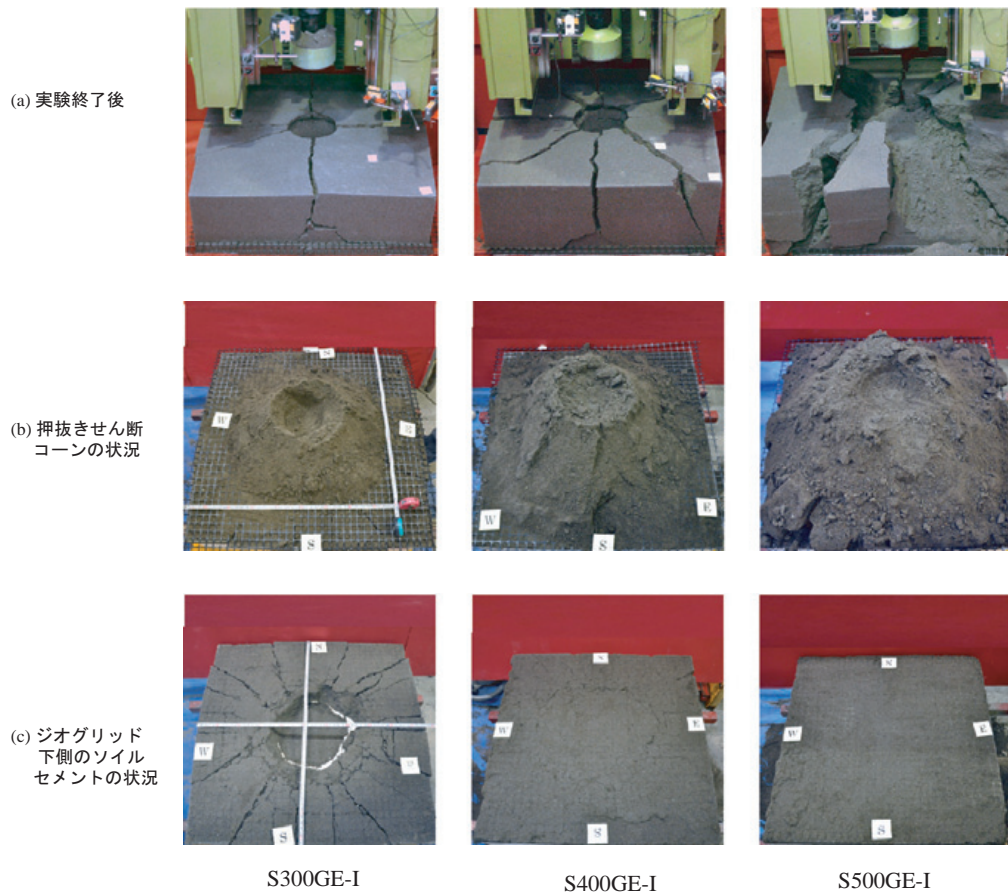 (a) 実験終了後
(b) 押抜きせん断
コーンの状況
N
W
E
S
W
E
S
(c) ジオグリッド
下側のソイル
セメントの状況
N
W
S
N
W
E
S
N
W
E
S
S300GE-I
S400GE-I
S500GE-I